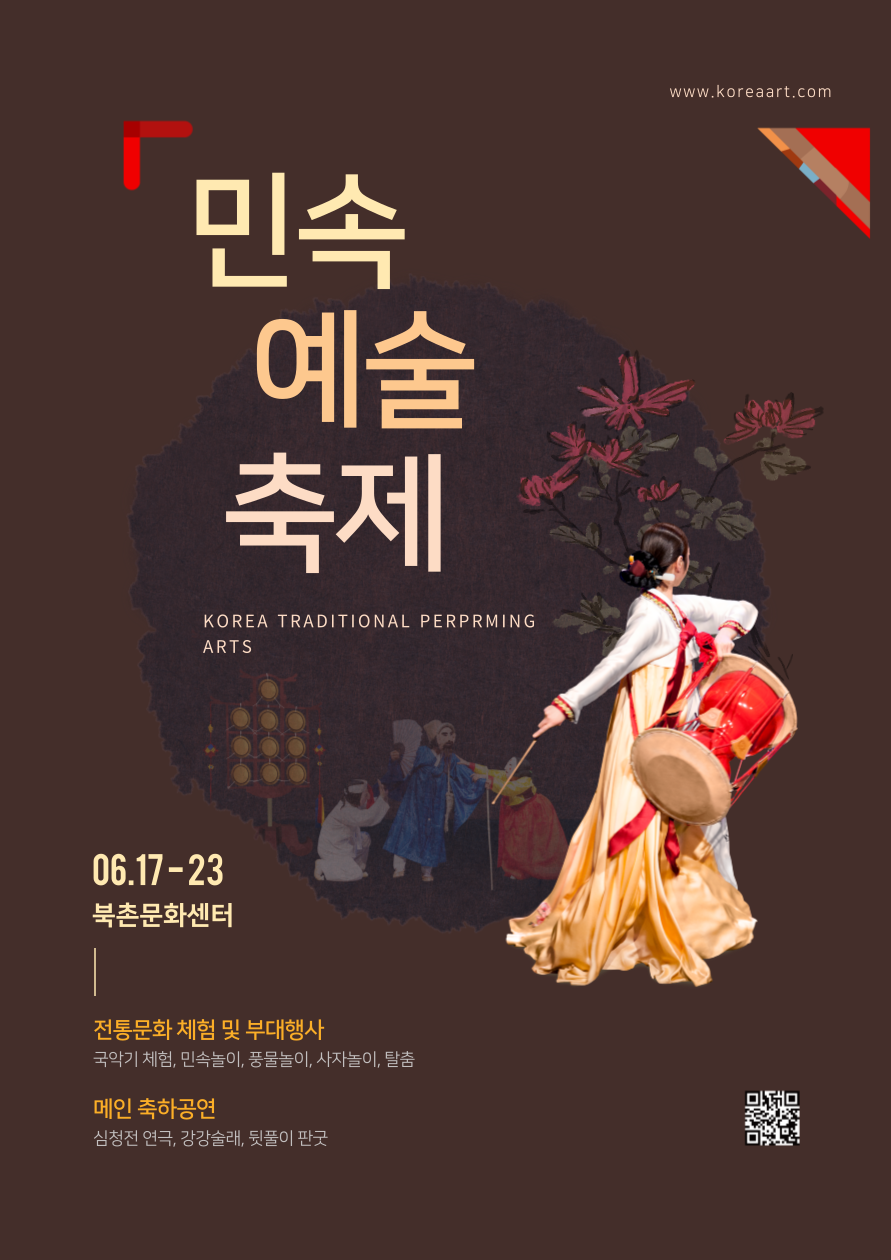 www.koreaart.com
민속
예술
축제
KOREA TRADITIONAL PERPRMING
ARTS
06.17-23
북촌문화센터
전통문화 체험 및 부대행사
국악기 체험, 민속놀이, 풍물놀이, 사자놀이, 탈춤
메인 축하공연
심청전 연극, 강강술래, 뒷풀이 판굿